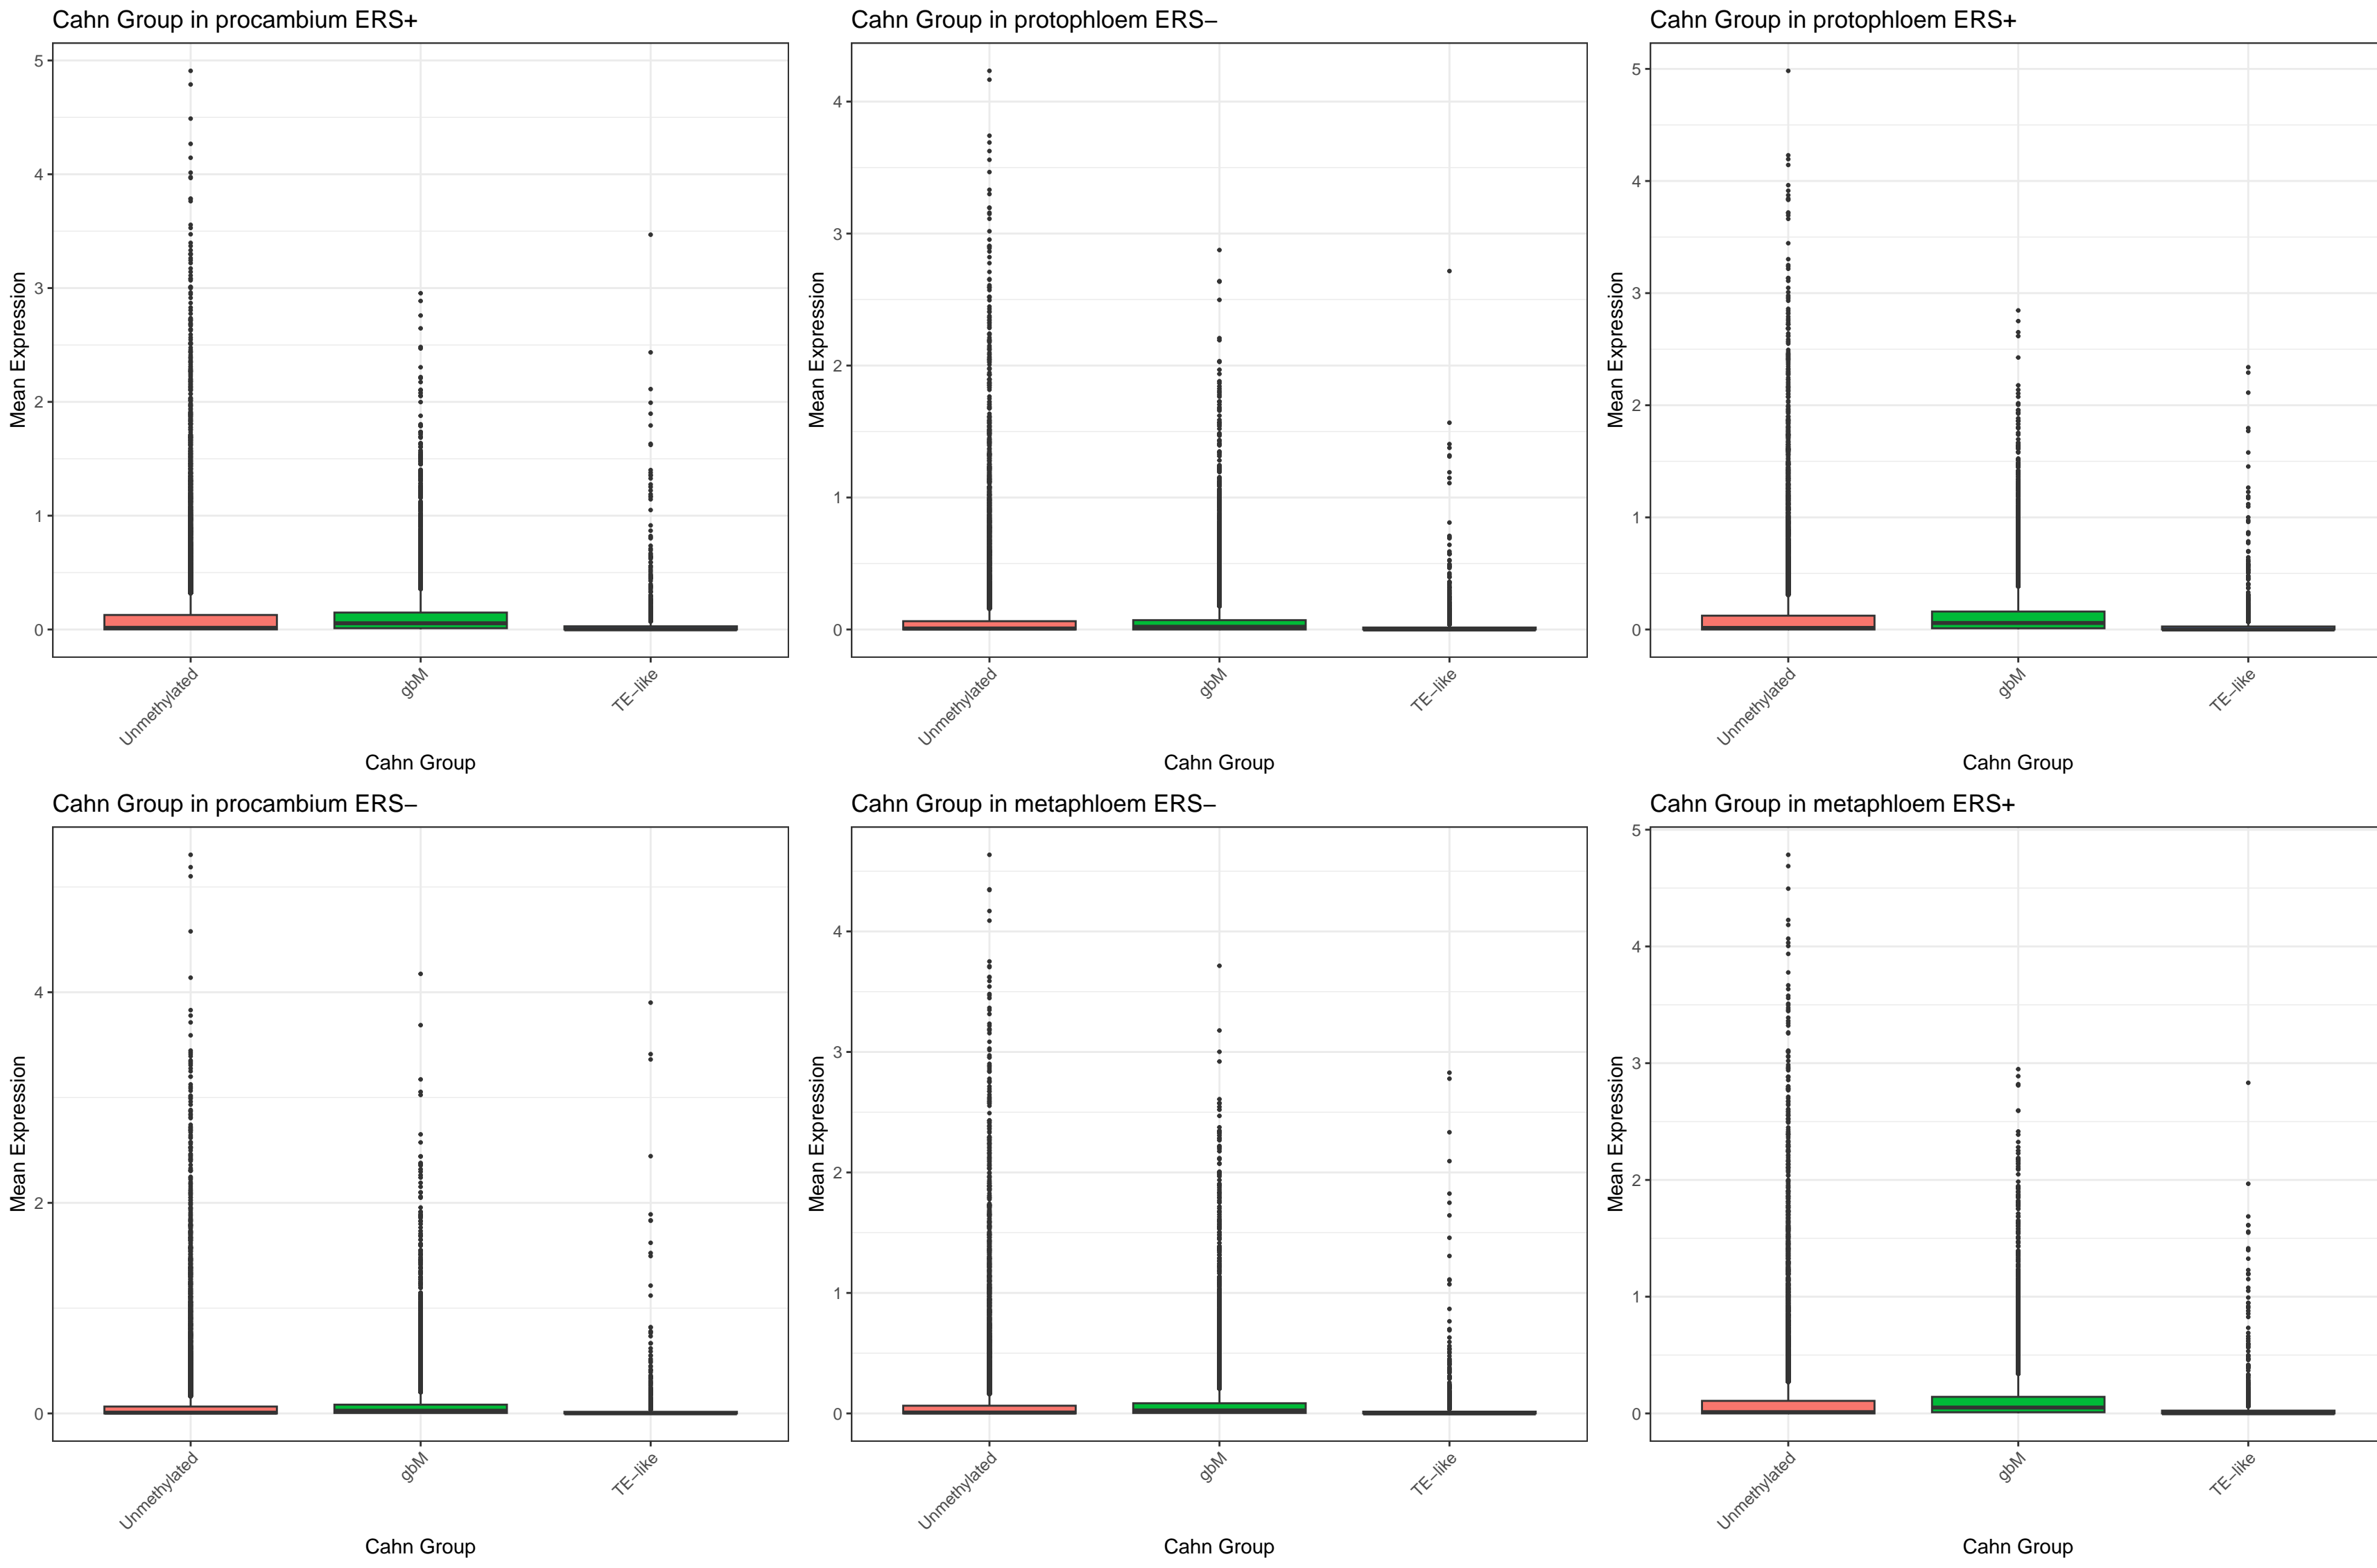 Cahn Group in procambium ERS+
Mean Expression
5
4
3
2
1
0
Unmethylated
gbM
TE−like
Cahn Group
Cahn Group in protophloem ERS−
Mean Expression
4
3
2
1
0
Unmethylated
gbM
TE−like
Cahn Group
Cahn Group in protophloem ERS+
Mean Expression
5
4
3
2
1
0
Unmethylated
gbM
TE−like
Cahn Group
Cahn Group in procambium ERS−
Mean Expression
4
2
0
Unmethylated
gbM
TE−like
Cahn Group
Cahn Group in metaphloem ERS−
Mean Expression
4
3
2
1
0
Unmethylated
gbM
TE−like
Cahn Group
Cahn Group in metaphloem ERS+
Mean Expression
5
4
3
2
1
0
Unmethylated
gbM
TE−like
Cahn Group